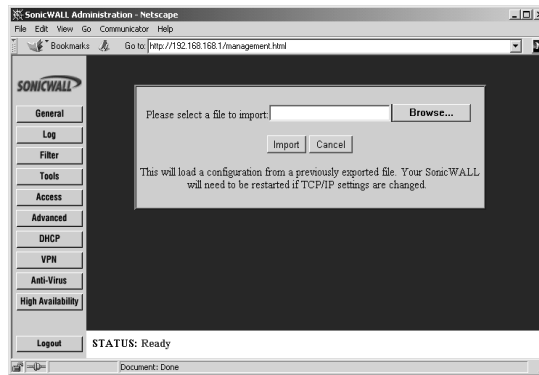 SonicWALL Administration - Netscape
File Edit View Go Communicator Help
Bookmarks Go to: http://192.168.168.1/management.html
SONICWALL
General
Log
Filter
Tools
Access
Advanced
DHCP
VPN
Anti-Virus
High Availability
Logout
Please select a file to import: Browse...
Import Cancel
This will load a configuration from a previously exported file. Your SonicWALL
will need to be restarted if TCP/IP settings are changed.
STATUS: Ready
Document: Done